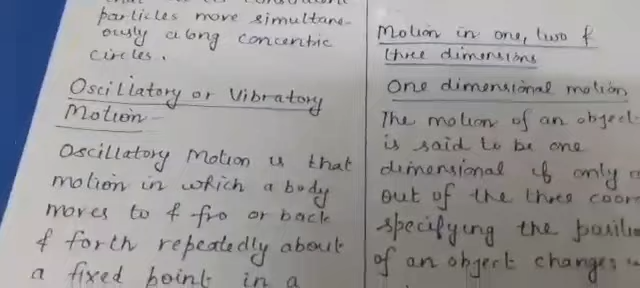 particles move simultane-
ously along concentric
circles.
Oscillatory or Vibratory
Motion -
Oscillatory Motion is that
motion in which a body
moves to & fro or back
& forth repeatedly about
a fixed point in a
Motion in one, two &
three dimensions
One dimensional motion
The motion of an object
is said to be one
dimensional if only
out of the three
specifying the
of an object changes